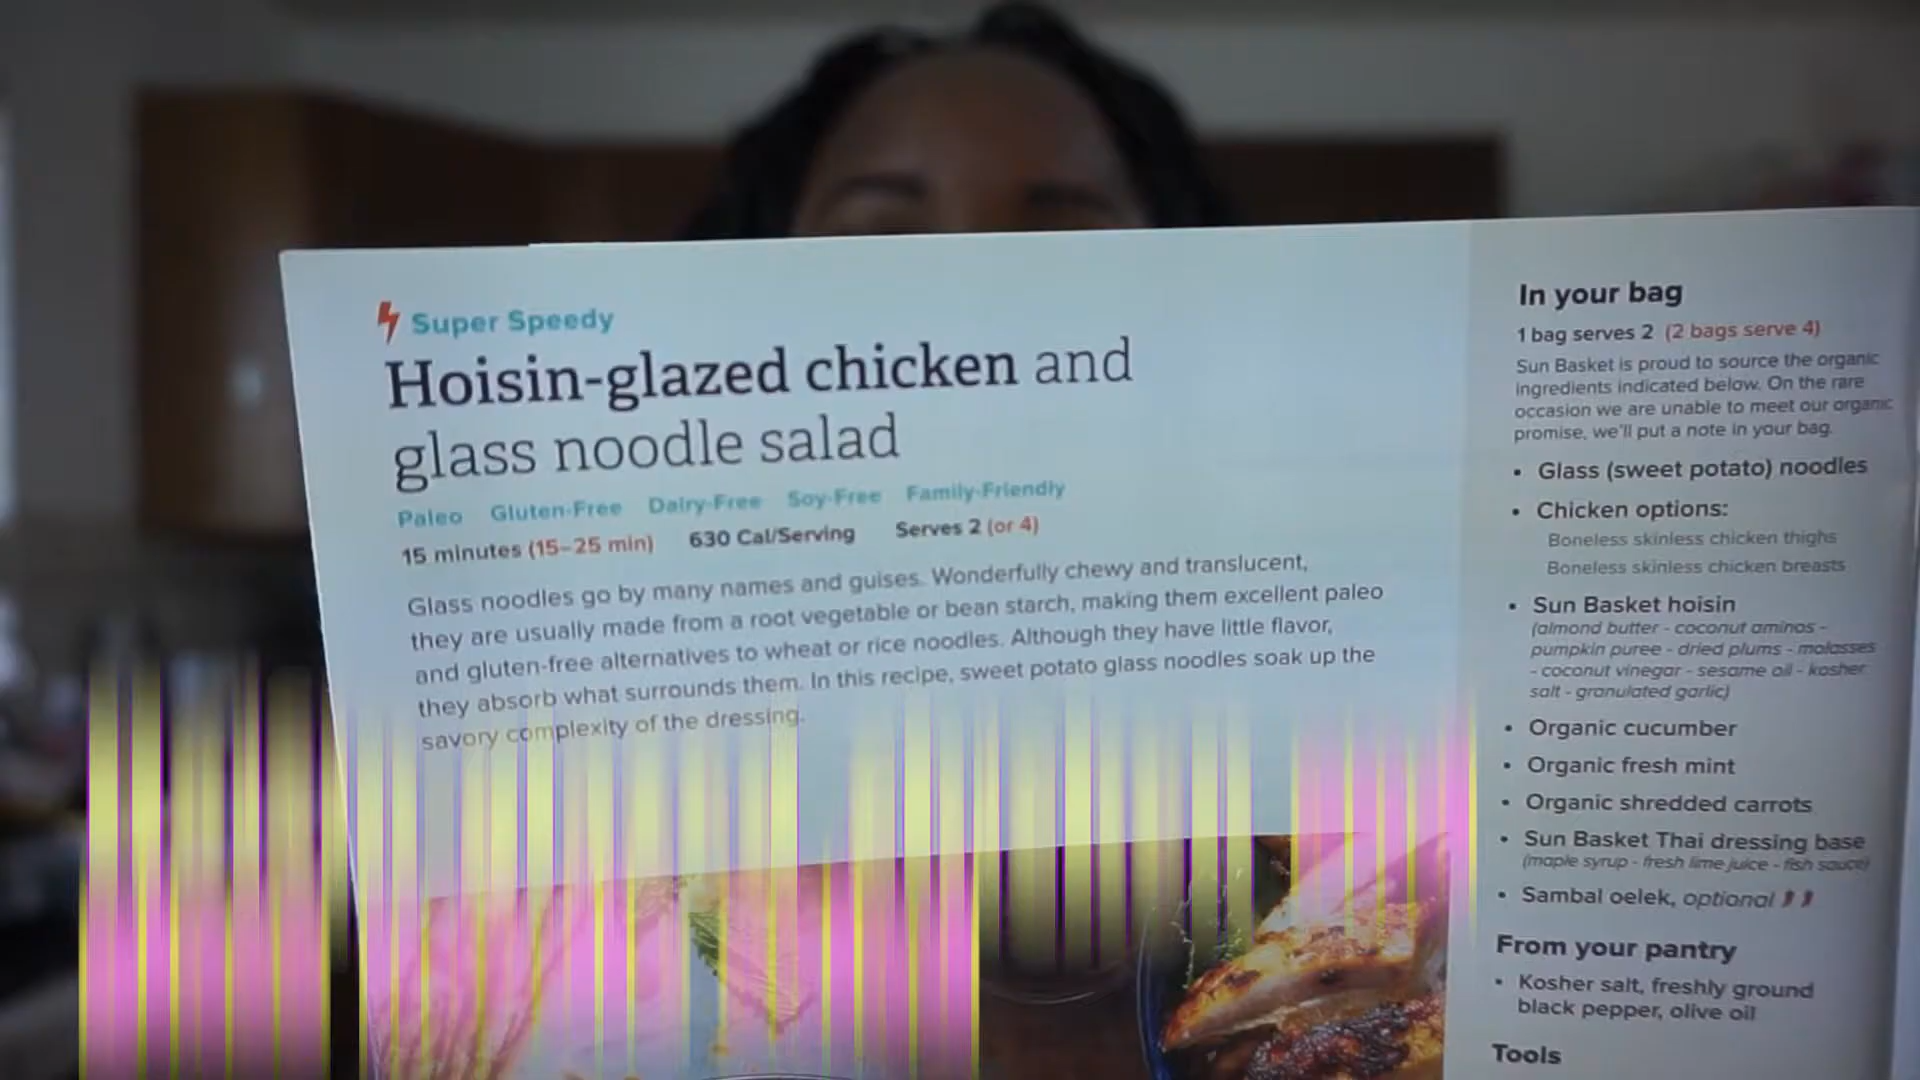 Super Speedy
Hoisin-glazed chicken and
glass noodle salad
Paleo Gluten-Free Dairy-Free Soy-Free Family-Friendly
15 minutes (15–25 min) 630 Cal/Serving Serves 2 (or 4)
Glass noodles go by many names and guises. Wonderfully chewy and translucent,
they are usually made from a root vegetable or bean starch, making them excellent paleo
and gluten-free alternatives to wheat or rice noodles. Although they have little flavor,
they absorb what surrounds them. In this recipe, sweet potato glass noodles soak up the
savory complexity of the dressing.
In your bag
1 bag serves 2 (2 bags serve 4)
Sun Basket is proud to source the organic
ingredients indicated below. On the rare
occasion we are unable to meet our organic
promise, we'll put a note in your bag.
• Glass (sweet potato) noodles
• Chicken options:
Boneless skinless chicken thighs
Boneless skinless chicken breasts
• Sun Basket hoisin
(almond butter - coconut aminos -
pumpkin puree - dried plums - molasses
- coconut vinegar - sesame oil - kosher
salt - granulated garlic)
• Organic cucumber
• Organic fresh mint
• Organic shredded carrots
• Sun Basket Thai dressing base
(maple syrup - fresh lime juice - fish sauce)
• Sambal oelek, optional
From your pantry
• Kosher salt, freshly ground
black pepper, olive oil
Tools